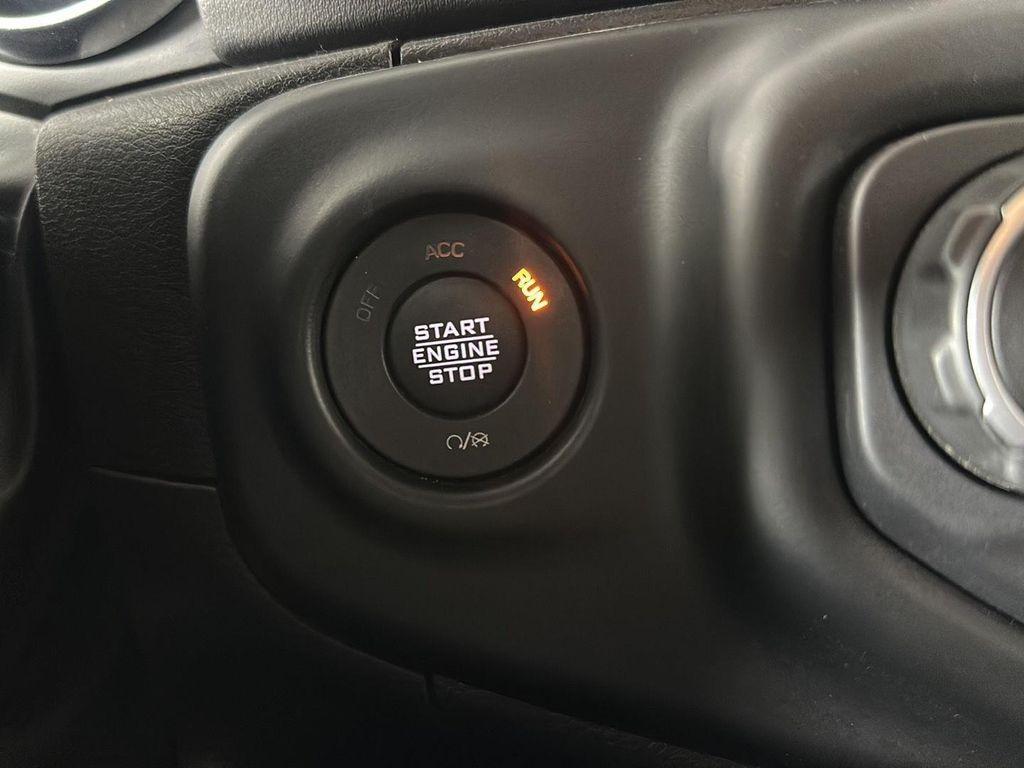 ACC
OFF
RUN
START
ENGINE
STOP